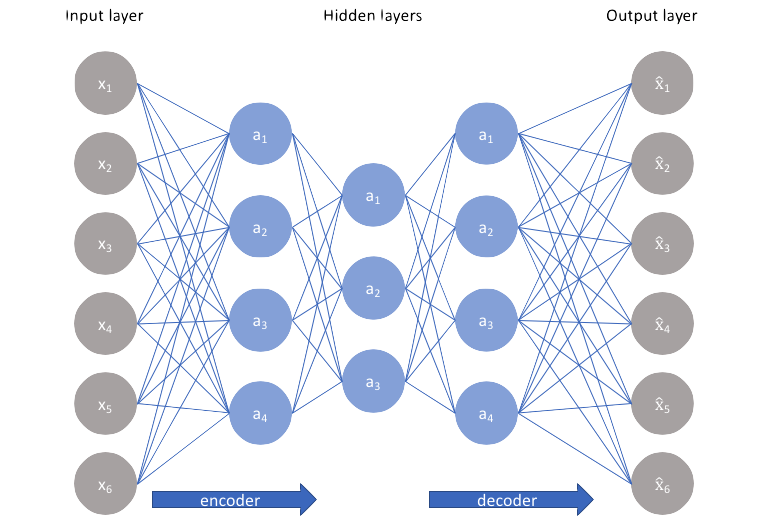 Input layer
Hidden layers
Output layer
x₁
x₂
x₃
x₄
x₅
x₆
a₁
a₂
a₃
a₄
a₁
a₂
a₃
a₁
a₂
a₃
a₄
x̂₁
x̂₂
x̂₃
x̂₄
x̂₅
x̂₆
encoder
decoder